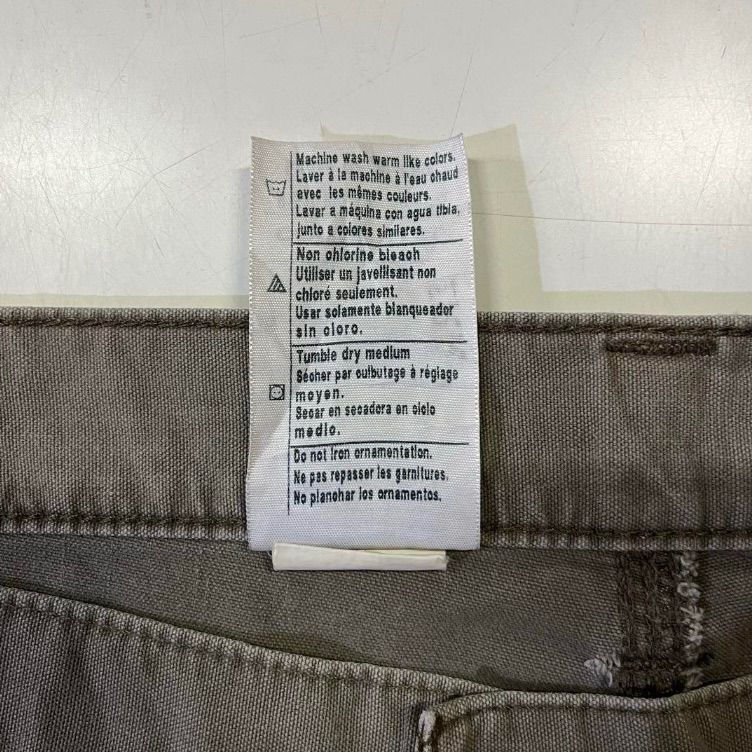 Machine wash warm like colors.
Laver à la machine à l'eau chaud
avec les mêmes couleurs.
Lavar a máquina con agua tibia,
junto a colores similares.
Non chlorine bleach
Utiliser un javellisant non
chloré seulement.
Usar solamente blanqueador
sin cloro.
Tumble dry medium
Sécher par culbutage à réglage
moyen.
Secar en secadora en ciclo
medio.
Do not iron ornamentation.
Ne pas repasser les garnitures.
No planchar los ornamentos.